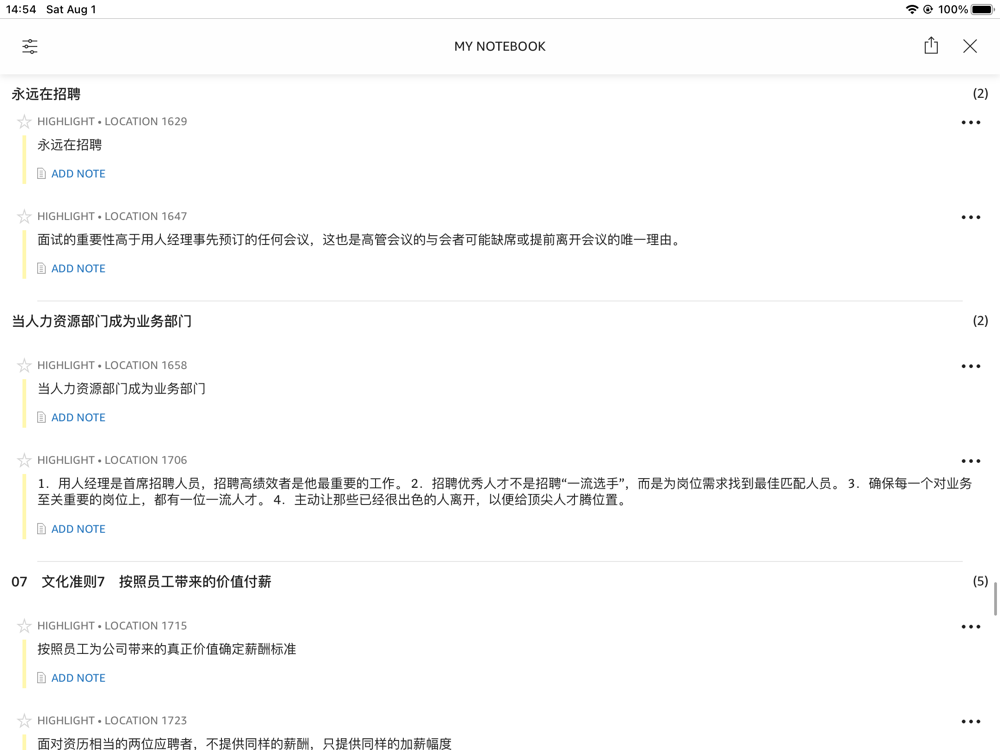 14:54 Sat Aug 1 100%
MY NOTEBOOK
永远在招聘 (2)
HIGHLIGHT • LOCATION 1629
永远在招聘
ADD NOTE
HIGHLIGHT • LOCATION 1647
面试的重要性高于用人经理事先预订的任何会议，这也是高管会议的与会者可能缺席或提前离开会议的唯一理由。
ADD NOTE
当人力资源部门成为业务部门 (2)
HIGHLIGHT • LOCATION 1658
当人力资源部门成为业务部门
ADD NOTE
HIGHLIGHT • LOCATION 1706
1．用人经理是首席招聘人员，招聘高绩效者是他最重要的工作。 2．招聘优秀人才不是招聘“一流选手”，而是为岗位需求找到最佳匹配人员。 3．确保每一个对业务
至关重要的岗位上，都有一位一流人才。 4．主动让那些已经很出色的人离开，以便给顶尖人才腾位置。
ADD NOTE
07 文化准则7 按照员工带来的价值付薪 (5)
HIGHLIGHT • LOCATION 1715
按照员工为公司带来的真正价值确定薪酬标准
ADD NOTE
HIGHLIGHT • LOCATION 1723
面对资历相当的两位应聘者，不提供同样的薪酬，只提供同样的加薪幅度